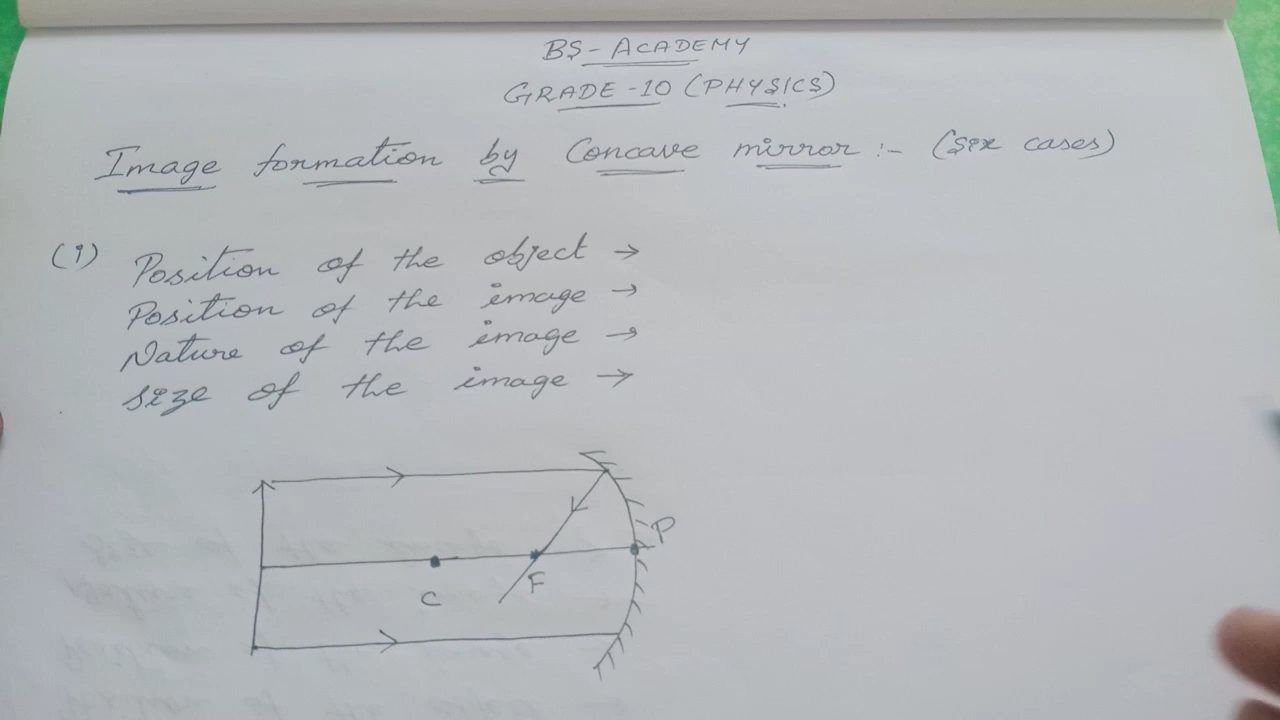 BS-ACADEMY
GRADE-10 (PHYSICS)
Image formation by Concave mirror :- (Six cases)
(1) Position of the object →
Position of the image →
Nature of the image →
Size of the image →
P
F
C